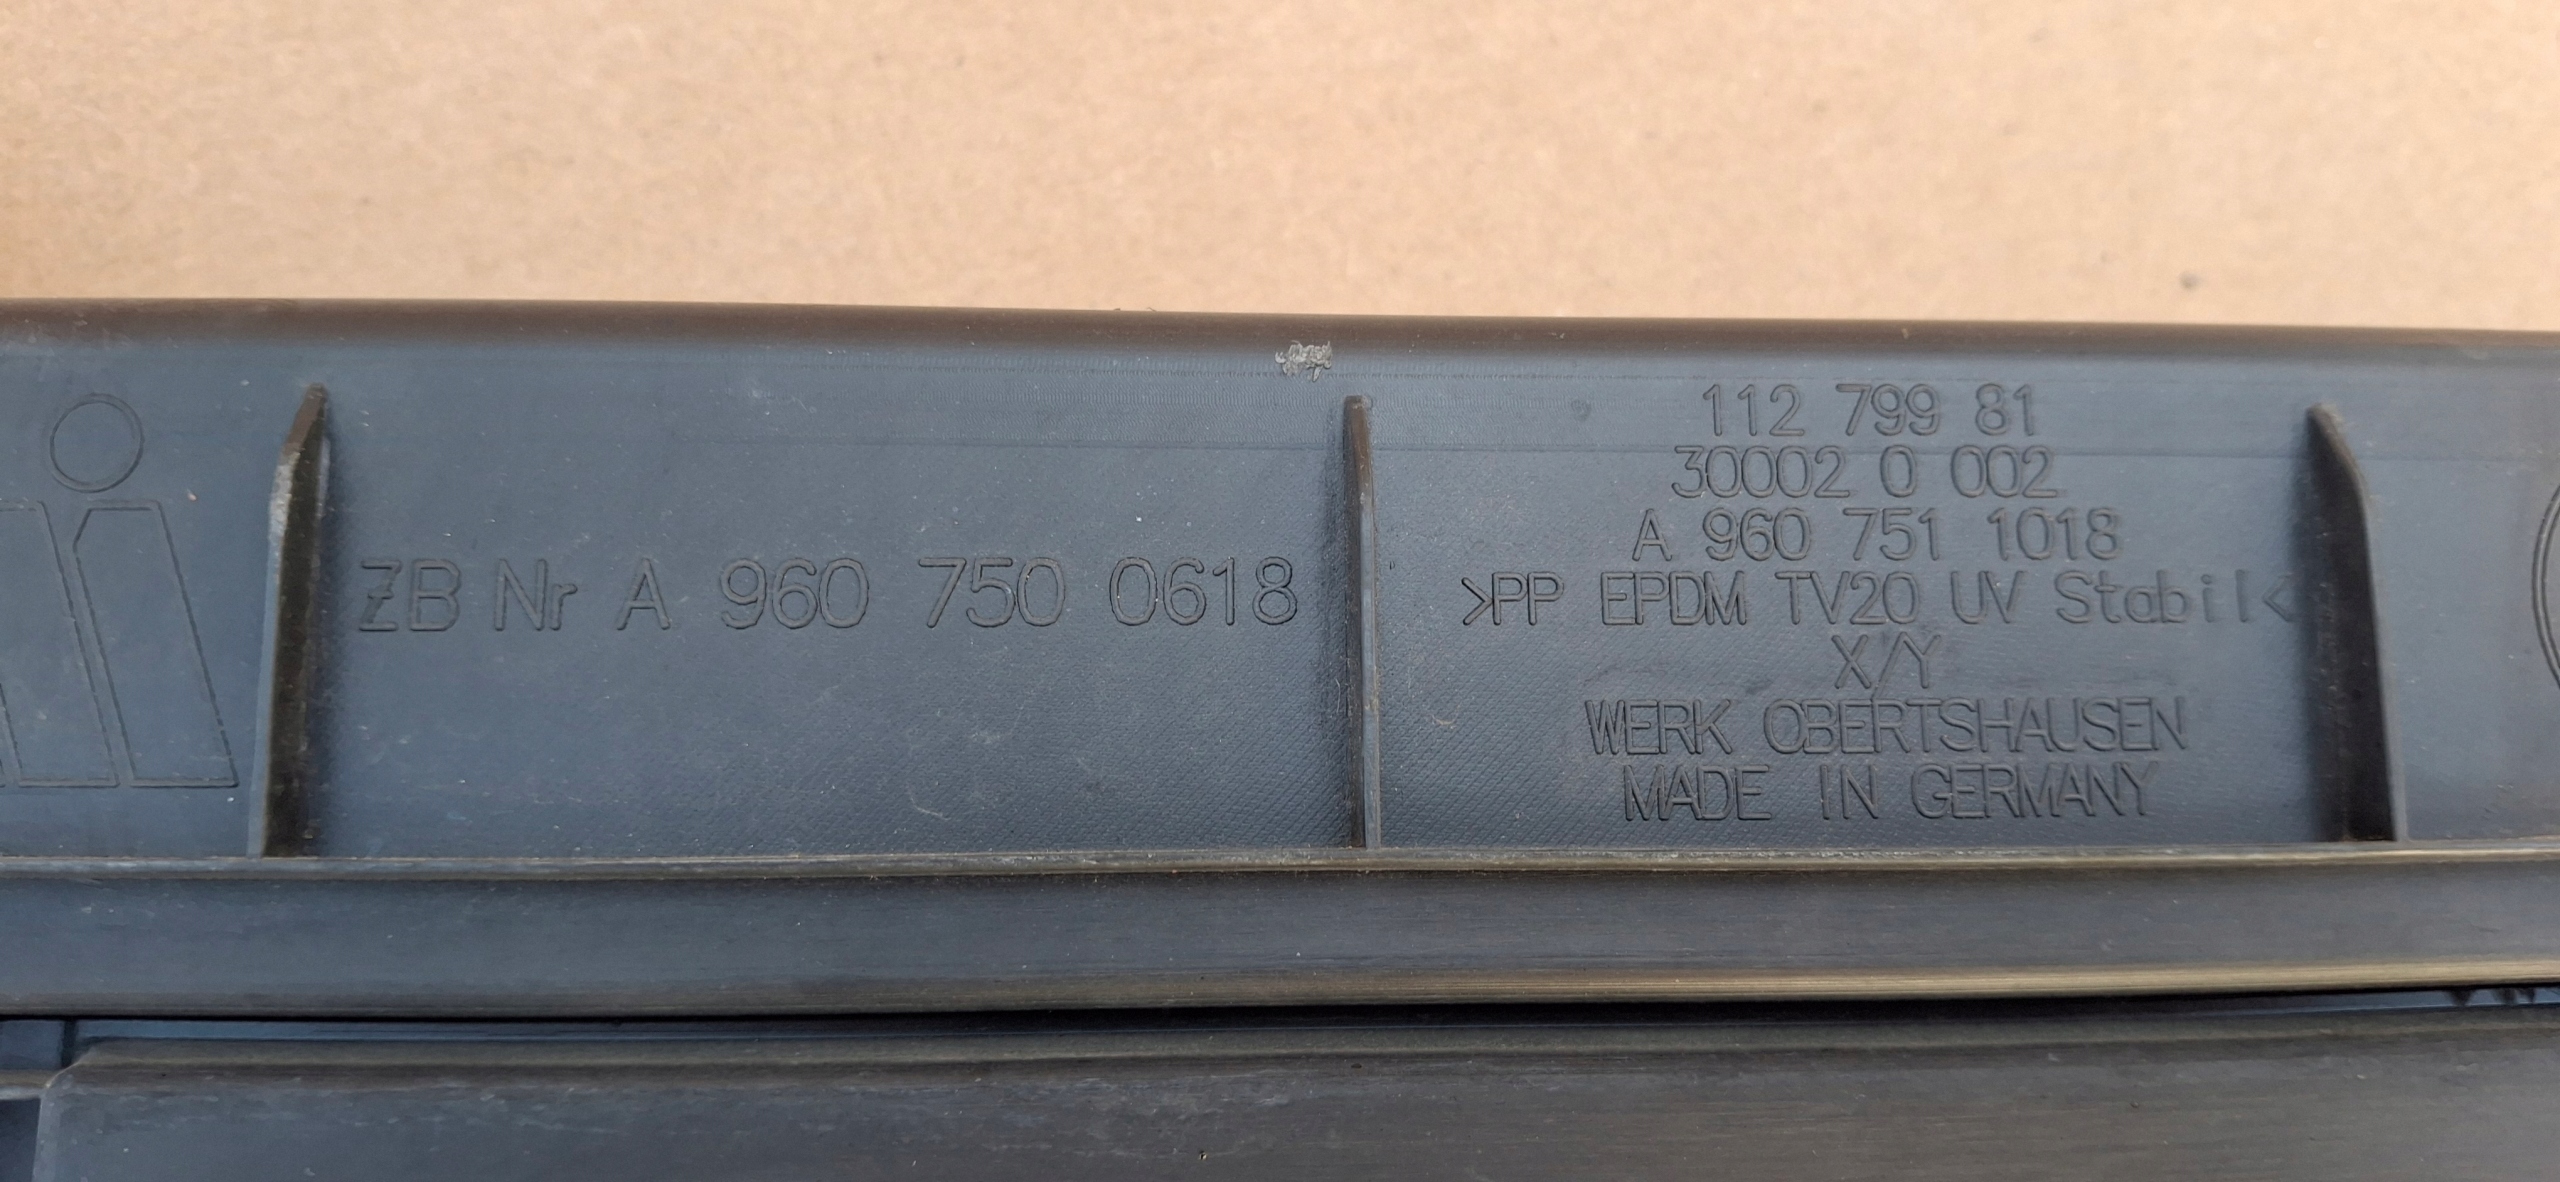 ZB Nr A 960 750 0618
112 799 81
30002 0 002
A 960 751 1018
>PP EPDM TV20 UV Stabil<
X/Y
WERK OBERTSHAUSEN
MADE IN GERMANY